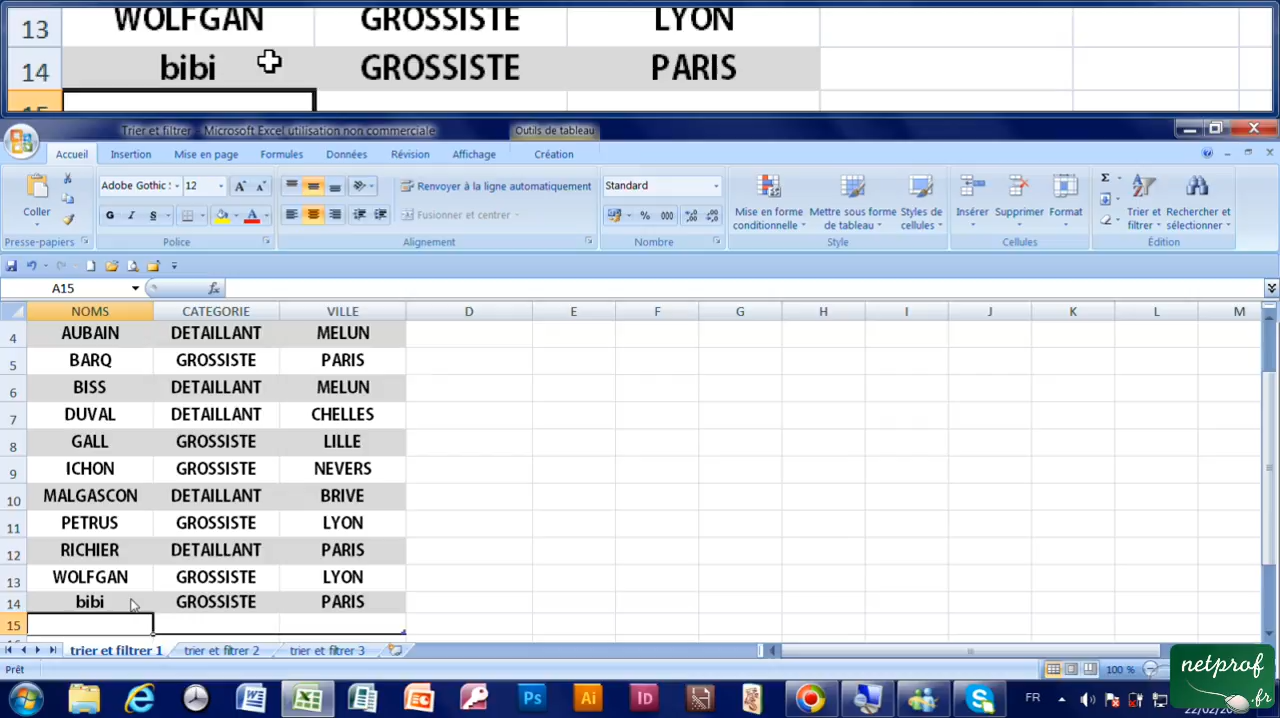 13 WOLFGAN GROSSISTE LYON
14 bibi GROSSISTE PARIS
15
Trier et filtrer - Microsoft Excel utilisation non commerciale Outils de tableau
Accueil Insertion Mise en page Formules Données Révision Affichage Création
Coller
Adobe Gothic 12
Renvoyer à la ligne automatiquement
Standard
G I S
A
Fusionner et centrer
% 000
Mise en forme conditionnelle
Mettre sous forme de tableau
Styles de cellules
Insérer Supprimer Format
Σ
Trier et filtrer
Rechercher et sélectionner
Presse-papiers Police Alignement Nombre Style Cellules Édition
A15 fx
NOMS CATEGORIE VILLE D E F G H I J K L M
4 AUBAIN DETAILLANT MELUN
5 BARQ GROSSISTE PARIS
6 BISS DETAILLANT MELUN
7 DUVAL DETAILLANT CHELLES
8 GALL GROSSISTE LILLE
9 ICHON GROSSISTE NEVERS
10 MALGASCON DETAILLANT BRIVE
11 PETRUS GROSSISTE LYON
12 RICHIER DETAILLANT PARIS
13 WOLFGAN GROSSISTE LYON
14 bibi GROSSISTE PARIS
15
trier et filtrer 1 trier et filtrer 2 trier et filtrer 3
Prêt 100 %
Ps Ai Id
FR
netprof
.fr